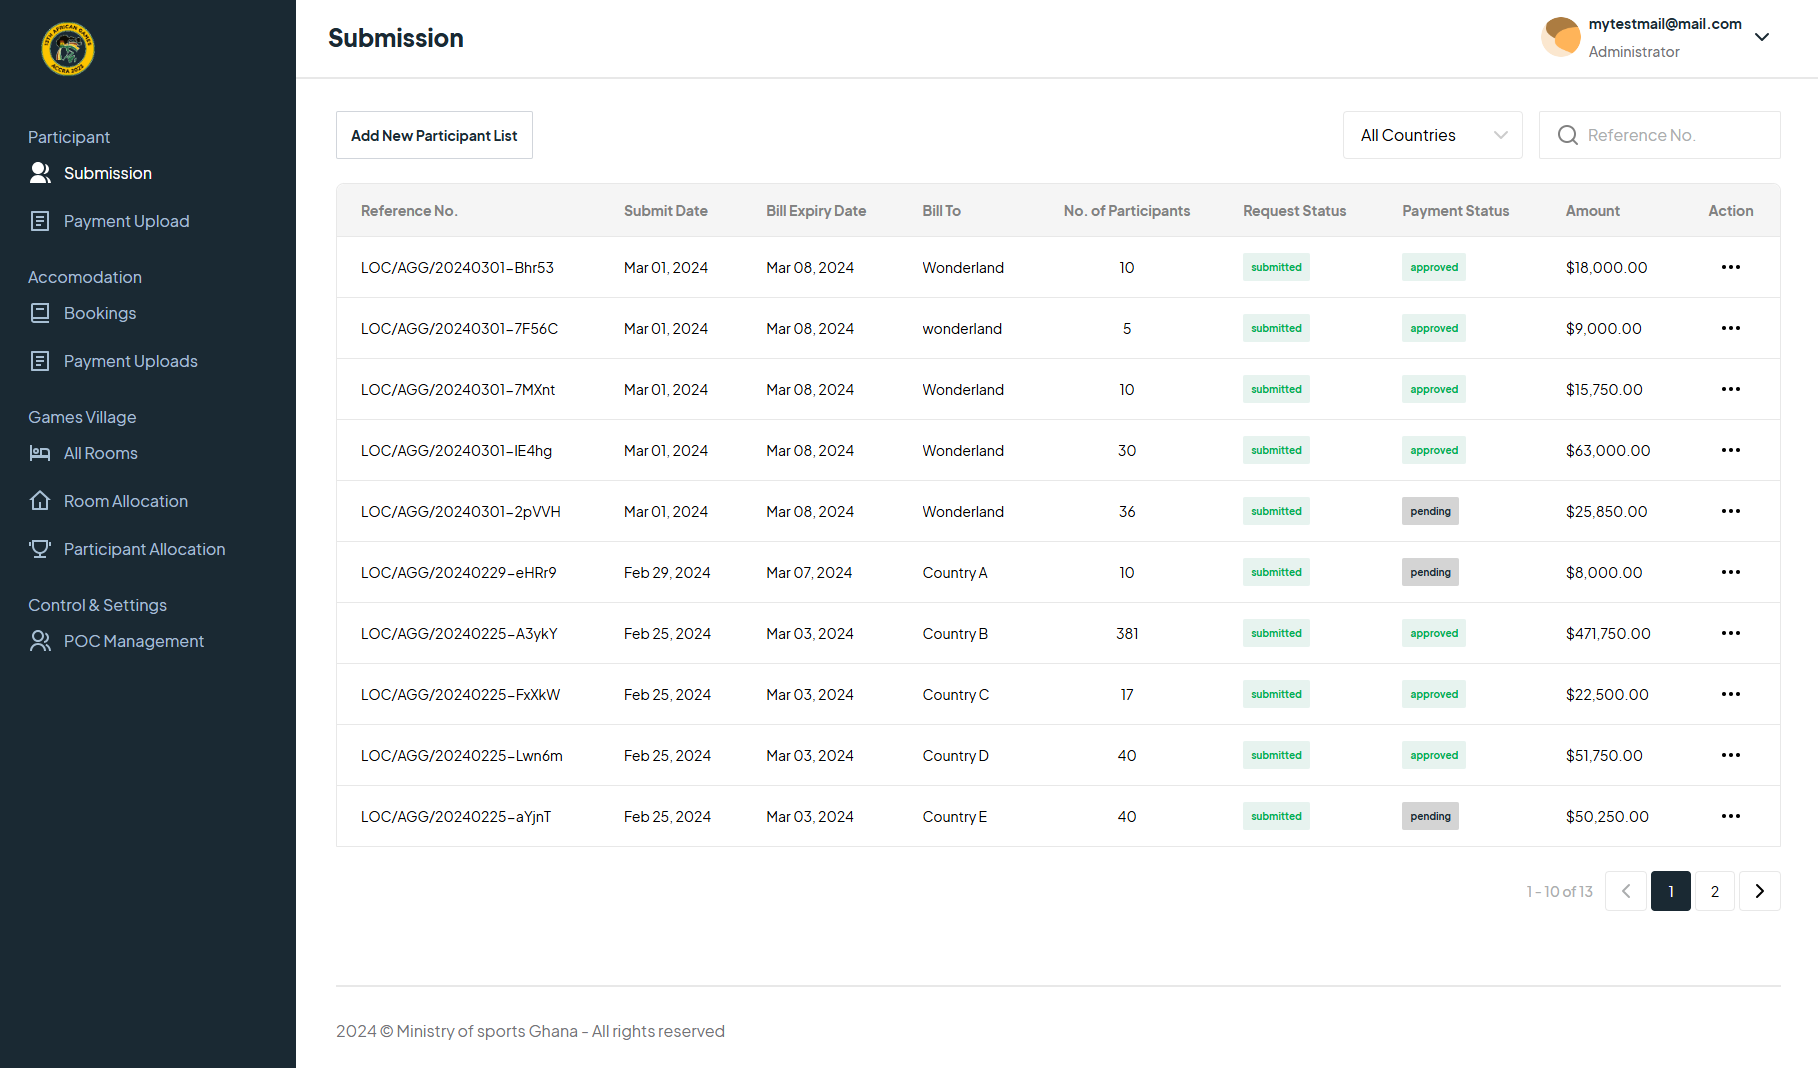 13TH AFRICAN GAMES
ACCRA 2023
Submission
mytestmail@mail.com
Administrator
Participant
Submission
Payment Upload
Accomodation
Bookings
Payment Uploads
Games Village
All Rooms
Room Allocation
Participant Allocation
Control & Settings
POC Management
Add New Participant List
All Countries
Reference No.
Reference No. Submit Date Bill Expiry Date Bill To No. of Participants Request Status Payment Status Amount Action
LOC/AGG/20240301-Bhr53 Mar 01, 2024 Mar 08, 2024 Wonderland 10 submitted approved $18,000.00
LOC/AGG/20240301-7F56C Mar 01, 2024 Mar 08, 2024 wonderland 5 submitted approved $9,000.00
LOC/AGG/20240301-7MXnt Mar 01, 2024 Mar 08, 2024 Wonderland 10 submitted approved $15,750.00
LOC/AGG/20240301-IE4hg Mar 01, 2024 Mar 08, 2024 Wonderland 30 submitted approved $63,000.00
LOC/AGG/20240301-2pVVH Mar 01, 2024 Mar 08, 2024 Wonderland 36 submitted pending $25,850.00
LOC/AGG/20240229-eHRr9 Feb 29, 2024 Mar 07, 2024 Country A 10 submitted pending $8,000.00
LOC/AGG/20240225-A3ykY Feb 25, 2024 Mar 03, 2024 Country B 381 submitted approved $471,750.00
LOC/AGG/20240225-FxXkW Feb 25, 2024 Mar 03, 2024 Country C 17 submitted approved $22,500.00
LOC/AGG/20240225-Lwn6m Feb 25, 2024 Mar 03, 2024 Country D 40 submitted approved $51,750.00
LOC/AGG/20240225-aYjnT Feb 25, 2024 Mar 03, 2024 Country E 40 submitted pending $50,250.00
1 - 10 of 13 1 2
2024 © Ministry of sports Ghana - All rights reserved